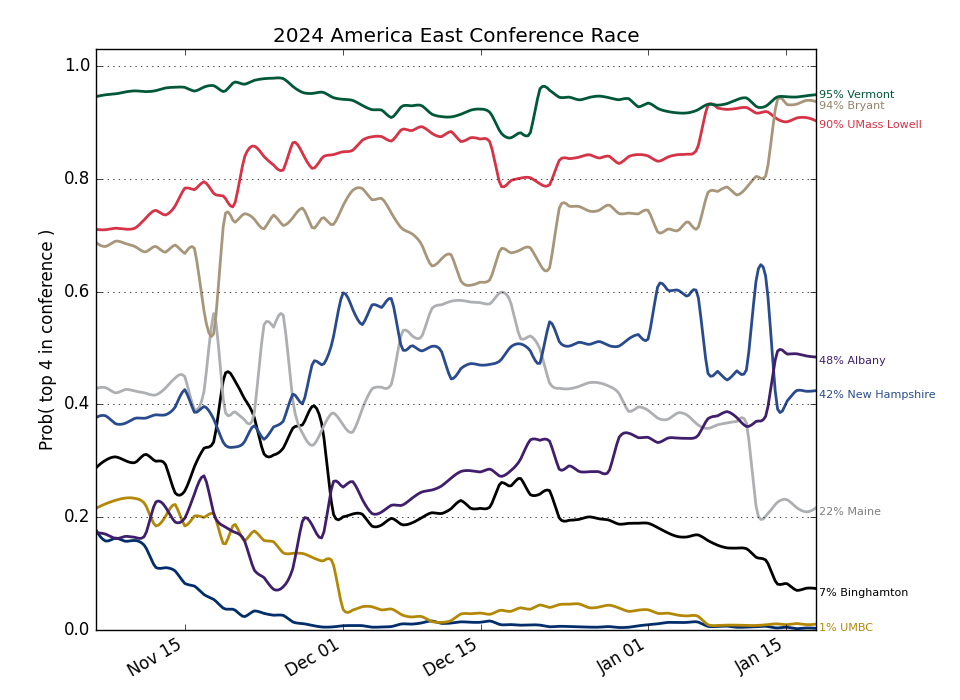 2024 America East Conference Race
Prob( top 4 in conference )
1.0
0.8
0.6
0.4
0.2
0.0
Nov 15
Dec 01
Dec 15
Jan 01
Jan 15
95% Vermont
94% Bryant
90% UMass Lowell
48% Albany
42% New Hampshire
22% Maine
7% Binghamton
1% UMBC